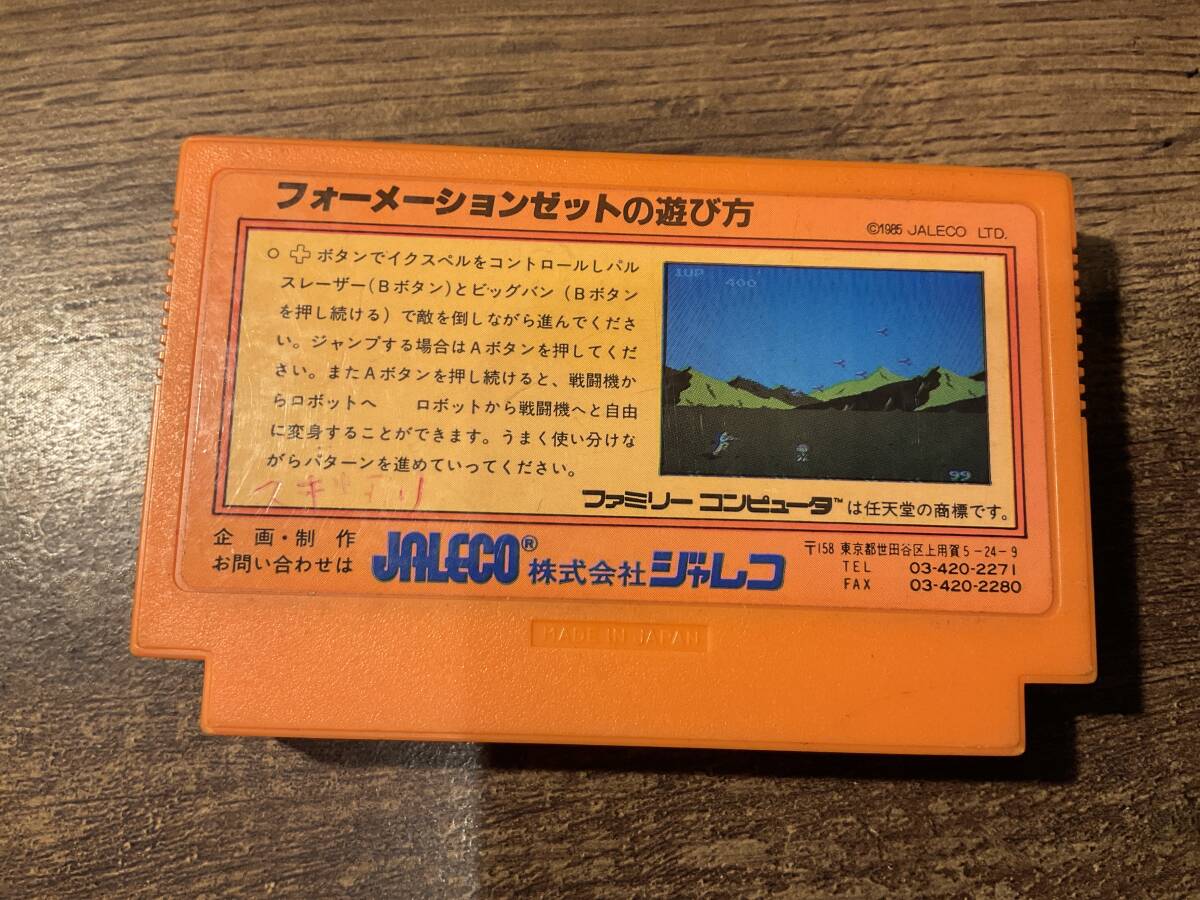 フォーメーションゼットの遊び方
©1985 JALECO LTD.
○ ✚ ボタンでイクスペルをコントロールしパル
スレーザー(Bボタン)とビッグバン (Bボタン
を押し続ける) で敵を倒しながら進んでくださ
い。ジャンプする場合はAボタンを押してくだ
さい。またAボタンを押し続けると、戦闘機か
らロボットへ　ロボットから戦闘機へと自由
に変身することができます。うまく使い分けな
がらパターンを進めていってください。
1UP
400
99
ファミリー コンピュータ™は任天堂の商標です。
企画・制作
お問い合わせは
JALECO® 株式会社ジャレコ
〒158 東京都世田谷区上用賀5-24-9
TEL 03-420-2271
FAX 03-420-2280
MADE IN JAPAN